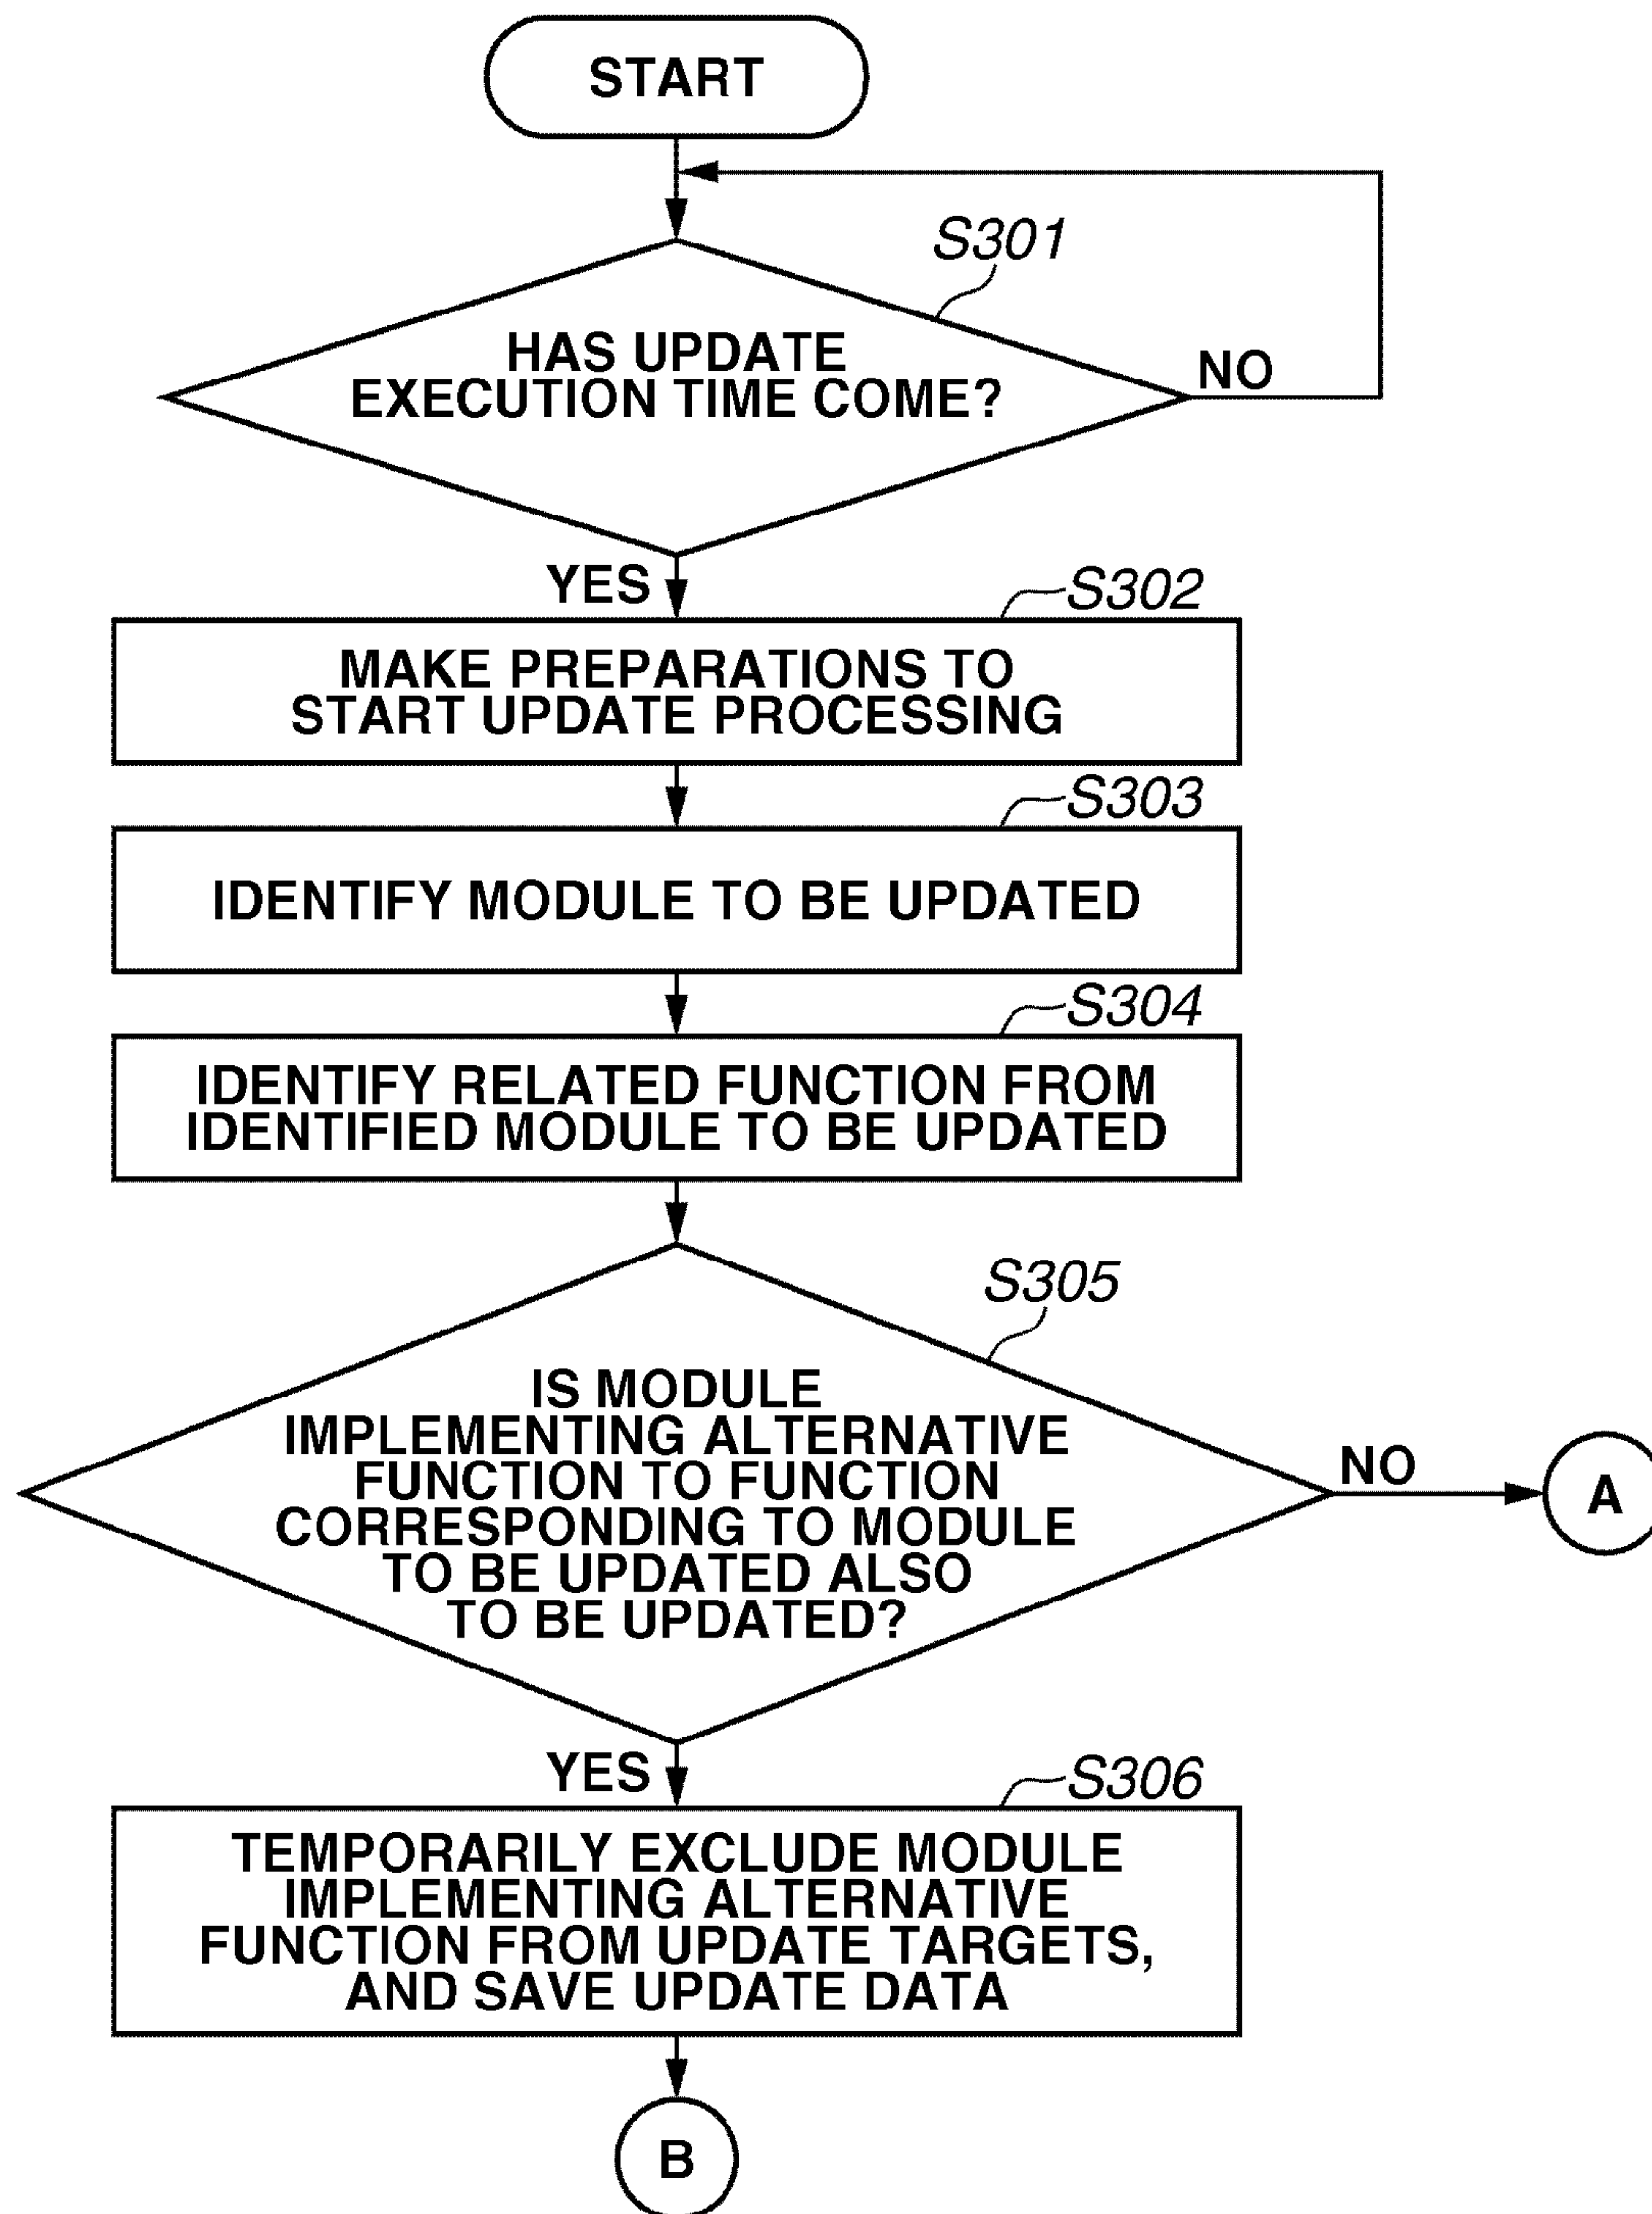 START
S301
HAS UPDATE
EXECUTION TIME COME?
NO
YES
S302
MAKE PREPARATIONS TO
START UPDATE PROCESSING
S303
IDENTIFY MODULE TO BE UPDATED
S304
IDENTIFY RELATED FUNCTION FROM
IDENTIFIED MODULE TO BE UPDATED
S305
IS MODULE
IMPLEMENTING ALTERNATIVE
FUNCTION TO FUNCTION
CORRESPONDING TO MODULE
TO BE UPDATED ALSO
TO BE UPDATED?
NO
A
YES
S306
TEMPORARILY EXCLUDE MODULE
IMPLEMENTING ALTERNATIVE
FUNCTION FROM UPDATE TARGETS,
AND SAVE UPDATE DATA
B